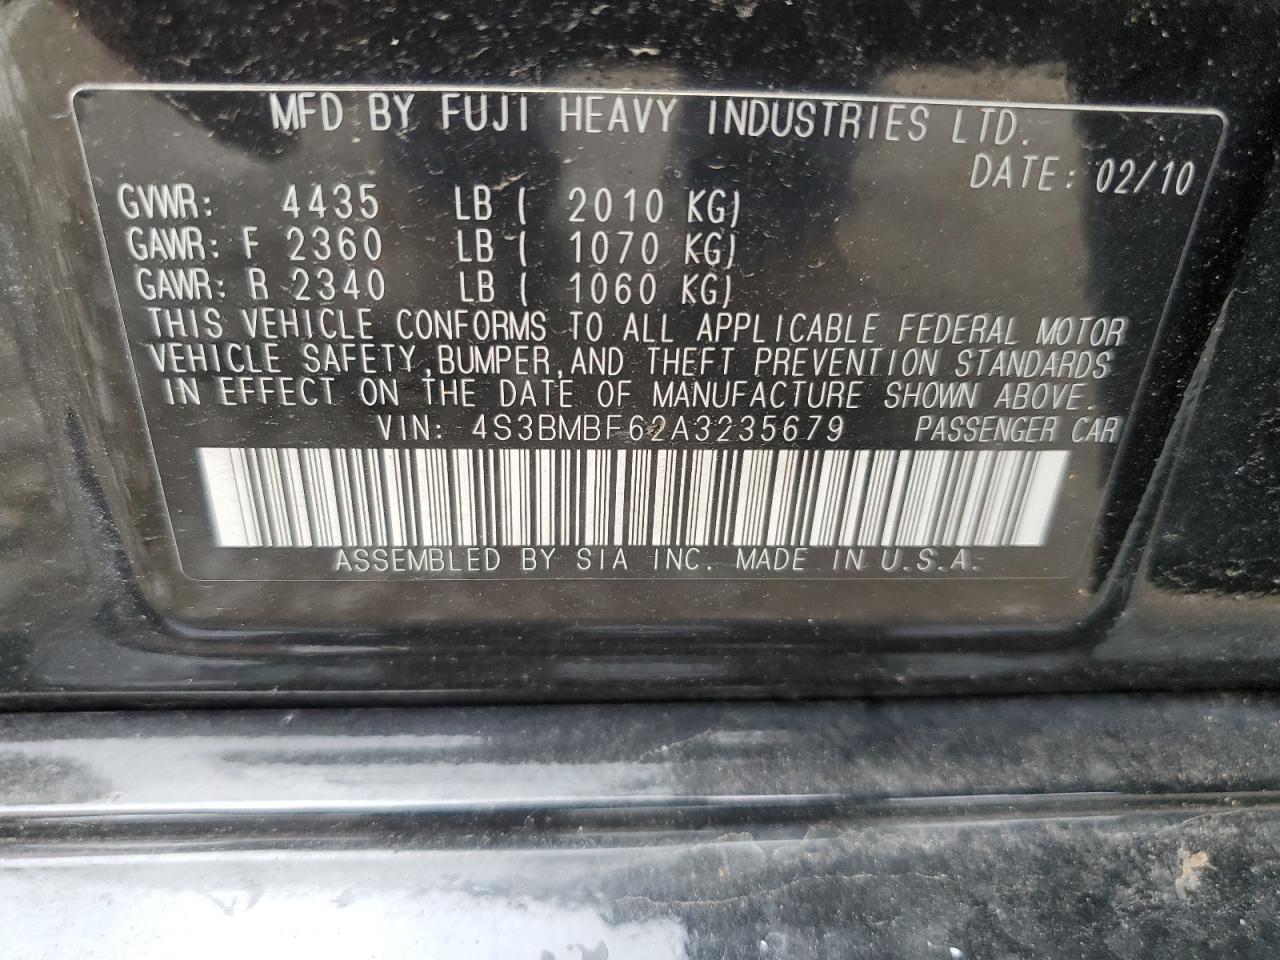 MFD BY FUJI HEAVY INDUSTRIES LTD.
DATE: 02/10
GVWR: 4435 LB ( 2010 KG)
GAWR: F 2360 LB ( 1070 KG)
GAWR: R 2340 LB ( 1060 KG)
THIS VEHICLE CONFORMS TO ALL APPLICABLE FEDERAL MOTOR
VEHICLE SAFETY, BUMPER, AND THEFT PREVENTION STANDARDS
IN EFFECT ON THE DATE OF MANUFACTURE SHOWN ABOVE.
VIN: 4S3BMBF62A3235679 PASSENGER CAR
ASSEMBLED BY SIA INC. MADE IN U.S.A.